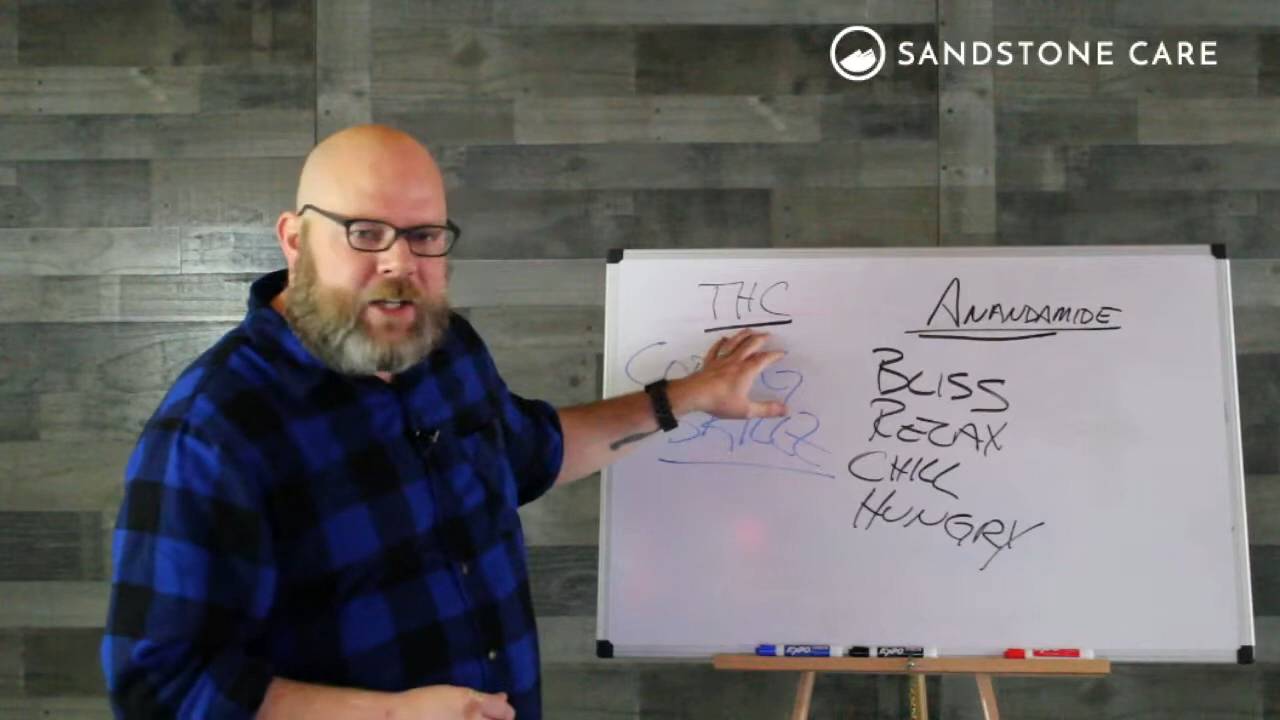 SANDSTONE CARE
THC
ANANDAMIDE
BLISS
RELAX
CHILL
HUNGRY
EXPO
EXPO